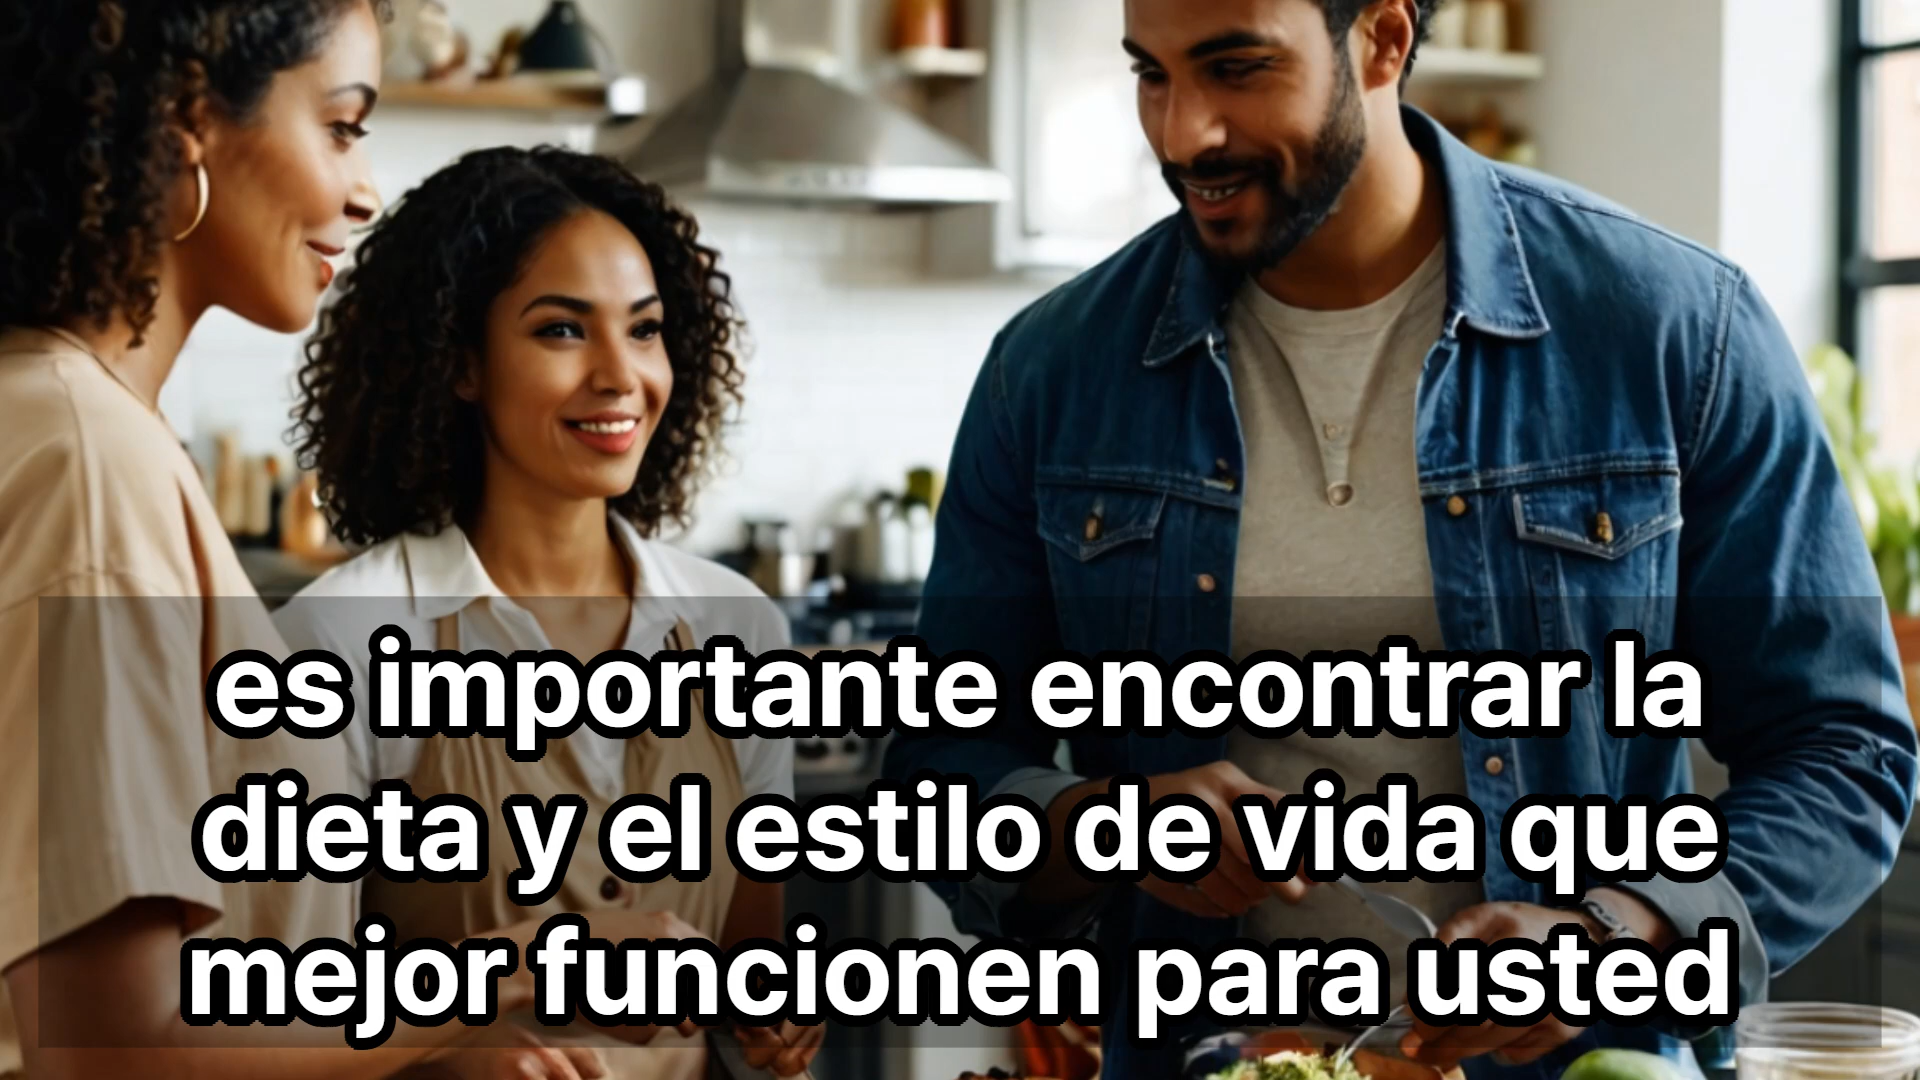 es importante encontrar la
dieta y el estilo de vida que
mejor funcionen para usted